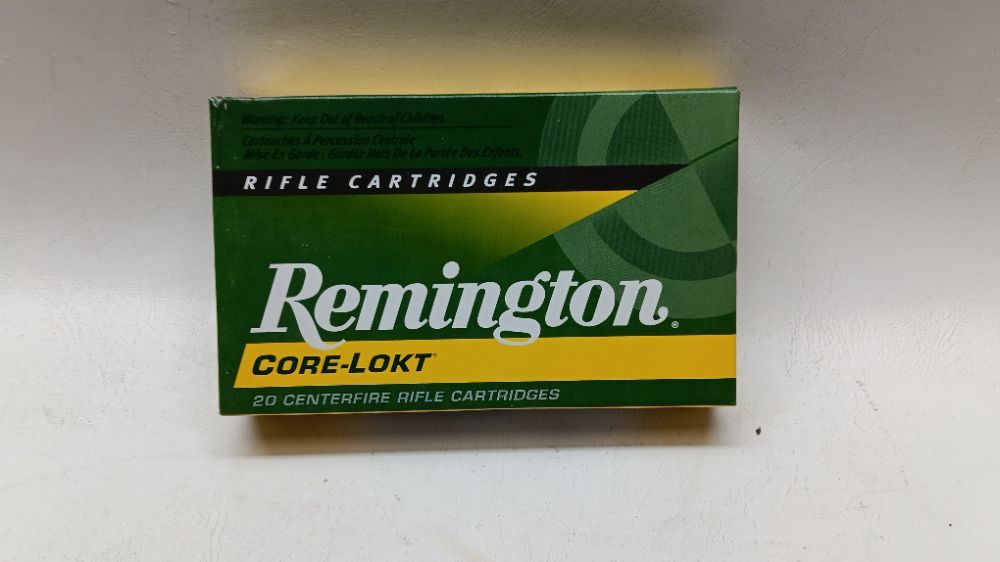 Warning: Keep Out of Reach of Children.
Cartouches À Percussion Centrale
Mise En Garde : Gardez Hors De La Portée Des Enfants.
RIFLE CARTRIDGES
Remington®
CORE-LOKT®
20 CENTERFIRE RIFLE CARTRIDGES